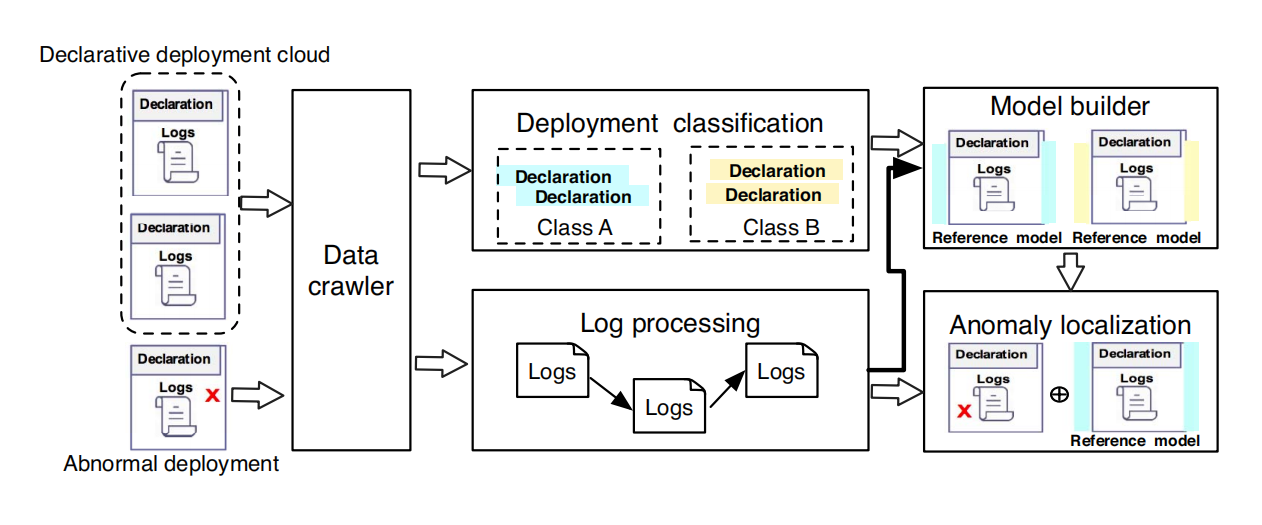 Declarative deployment cloud
Declaration
Logs
Declaration
Logs
Declaration
Logs
X
Abnormal deployment
Data
crawler
Deployment classification
Declaration
Declaration
Class A
Declaration
Declaration
Class B
Log processing
Logs
Logs
Logs
Model builder
Declaration
Logs
Reference model
Declaration
Logs
Reference model
Anomaly localization
Declaration
Logs
X
⊕
Declaration
Logs
Reference model